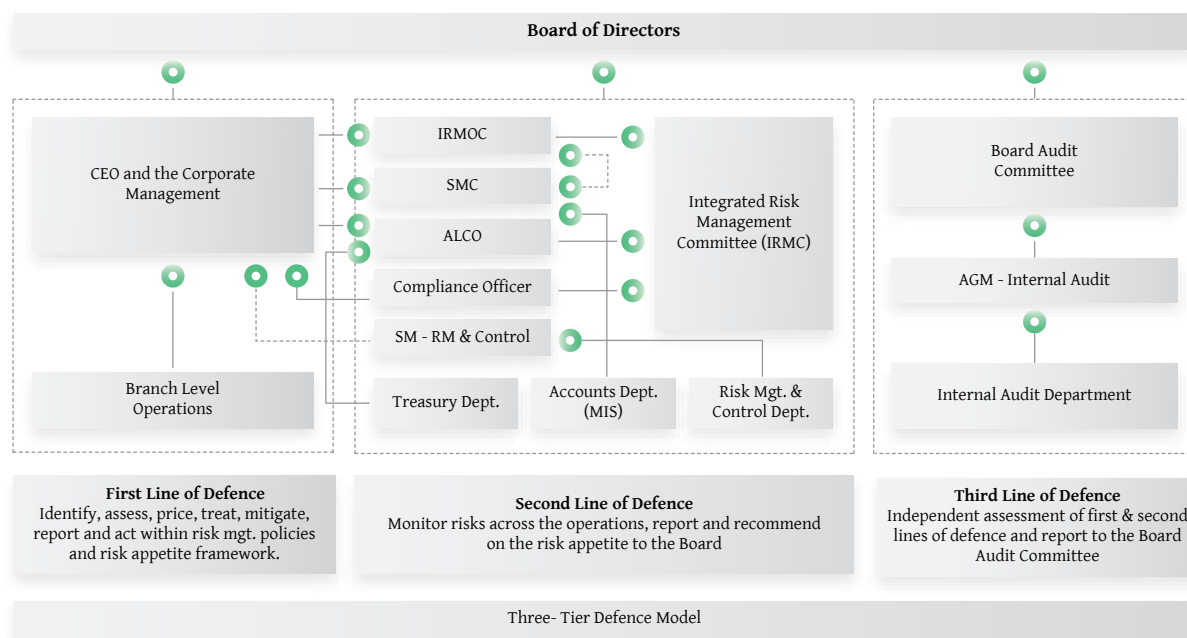 Board of Directors
CEO and the Corporate
Management
Branch Level
Operations
IRMOC
SMC
ALCO
Compliance Officer
SM - RM & Control
Treasury Dept.
Accounts Dept.
(MIS)
Risk Mgt. &
Control Dept.
Integrated Risk
Management
Committee (IRMC)
Board Audit
Committee
AGM - Internal Audit
Internal Audit Department
First Line of Defence
Identify, assess, price, treat, mitigate,
report and act within risk mgt. policies
and risk appetite framework.
Second Line of Defence
Monitor risks across the operations, report and recommend
on the risk appetite to the Board
Third Line of Defence
Independent assessment of first & second
lines of defence and report to the Board
Audit Committee
Three- Tier Defence Model